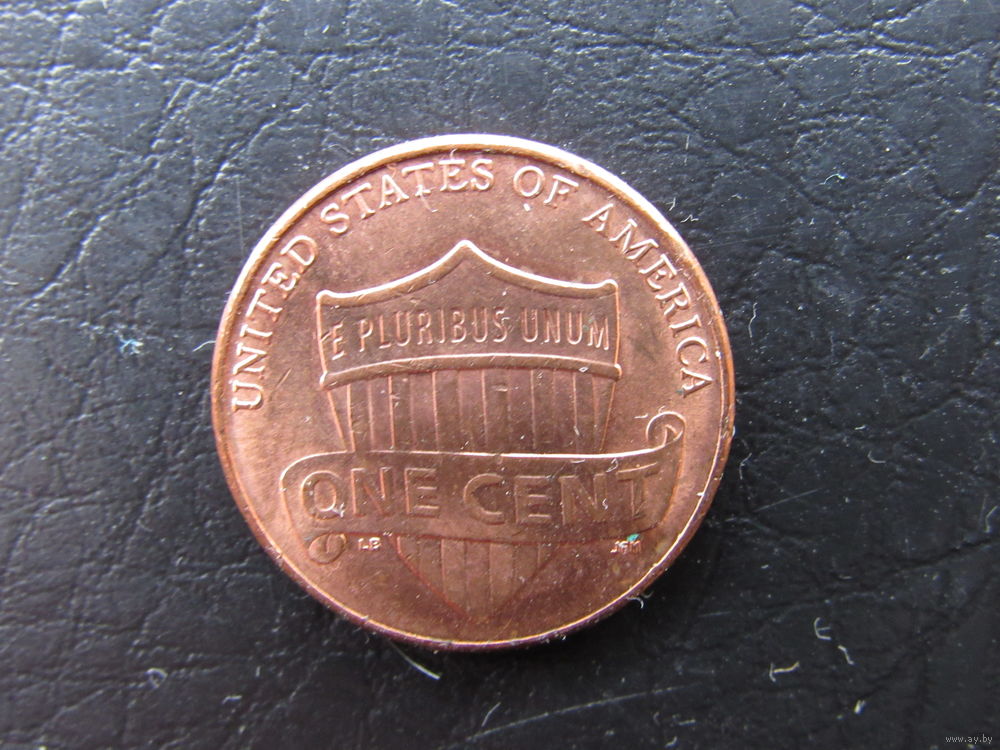 UNITED STATES OF AMERICA
E PLURIBUS UNUM
ONE CENT
LB JFM
www.ay.by